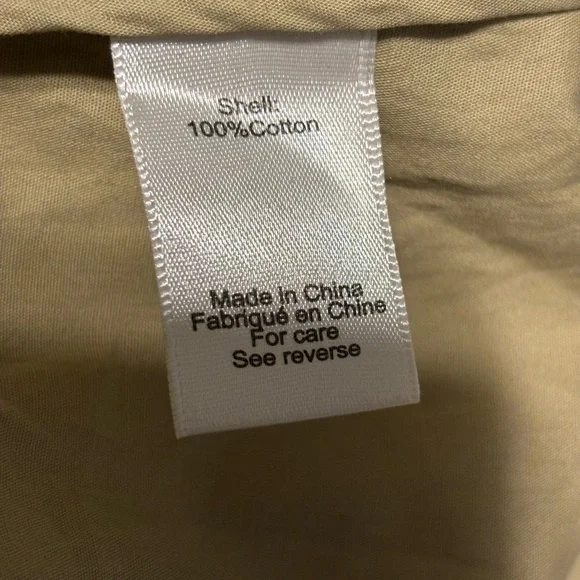 Shell:
100%Cotton
Made in China
Fabriqué en Chine
For care
See reverse